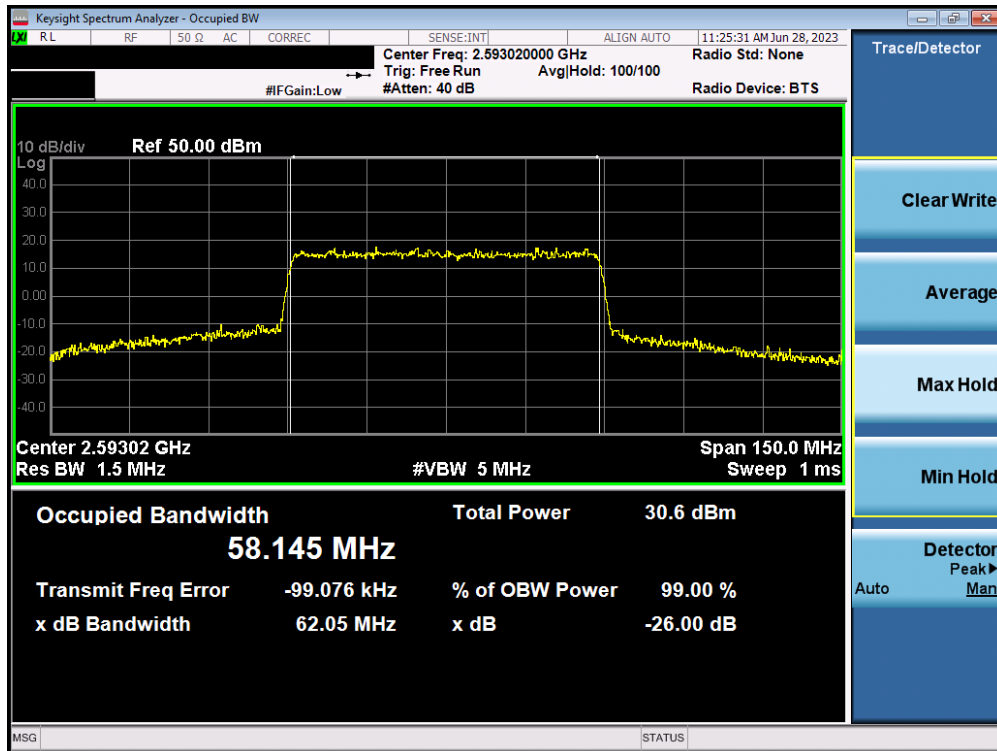 Keysight Spectrum Analyzer - Occupied BW
LXI RL RF 50 Ω AC CORREC SENSE:INT ALIGN AUTO 11:25:31 AM Jun 28, 2023
Center Freq: 2.593020000 GHz Radio Std: None
Trig: Free Run Avg|Hold: 100/100
#IFGain:Low #Atten: 40 dB Radio Device: BTS
Trace/Detector
10 dB/div Ref 50.00 dBm
Log
40.0
30.0
20.0
10.0
0.00
-10.0
-20.0
-30.0
-40.0
Center 2.59302 GHz Span 150.0 MHz
Res BW 1.5 MHz #VBW 5 MHz Sweep 1 ms
Occupied Bandwidth Total Power 30.6 dBm
58.145 MHz
Transmit Freq Error -99.076 kHz % of OBW Power 99.00 %
x dB Bandwidth 62.05 MHz x dB -26.00 dB
Clear Write
Average
Max Hold
Min Hold
Detector
Peak▶
Auto Man
MSG STATUS